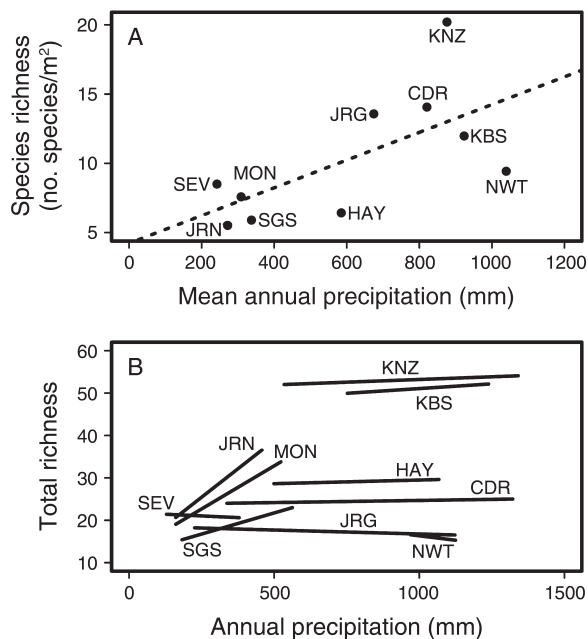 Species richness
(no. species/m²)
A
20
15
10
5
KNZ
CDR
JRG
KBS
SEV
MON
NWT
HAY
SGS
JRN
0 200 400 600 800 1000 1200
Mean annual precipitation (mm)
Total richness
B
60
50
40
30
20
10
KNZ
KBS
JRN
MON
HAY
CDR
SEV
JRG
SGS
NWT
0 500 1000 1500
Annual precipitation (mm)